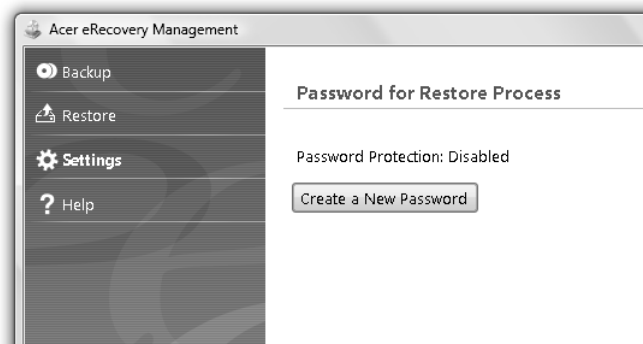 Acer eRecovery Management
Backup
Restore
Settings
Help
Password for Restore Process
Password Protection: Disabled
Create a New Password